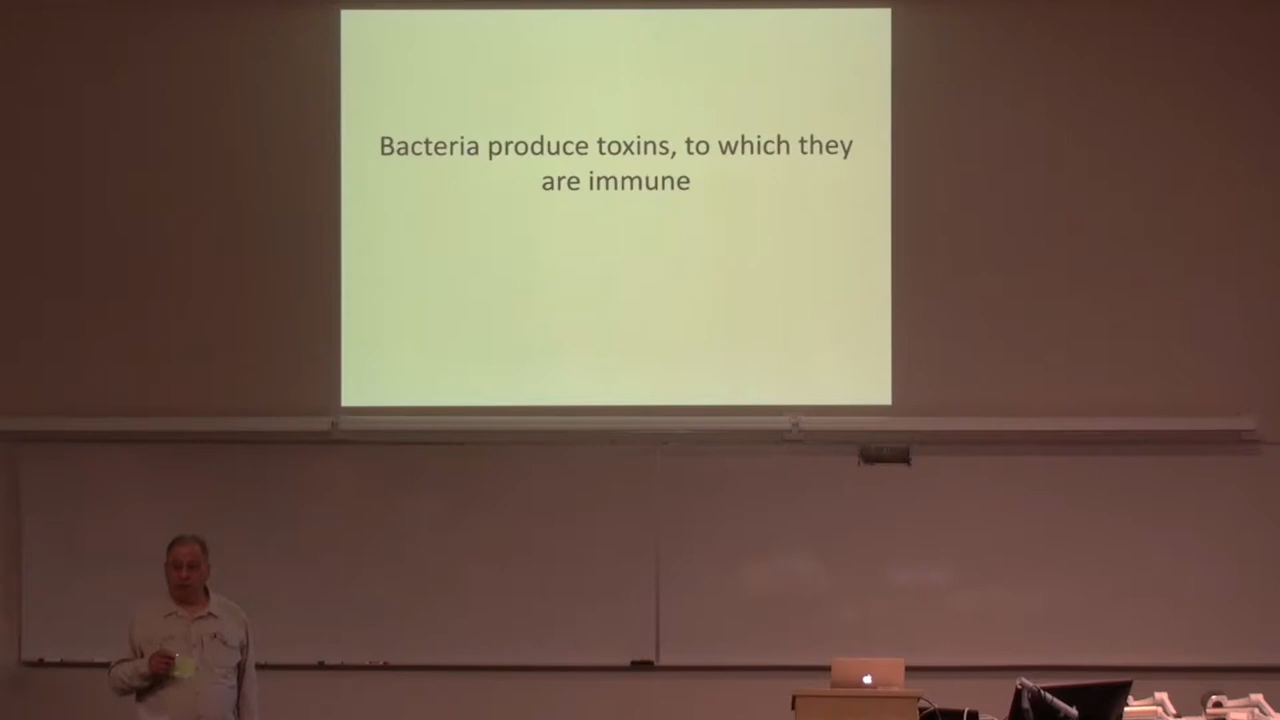 Bacteria produce toxins, to which they
are immune